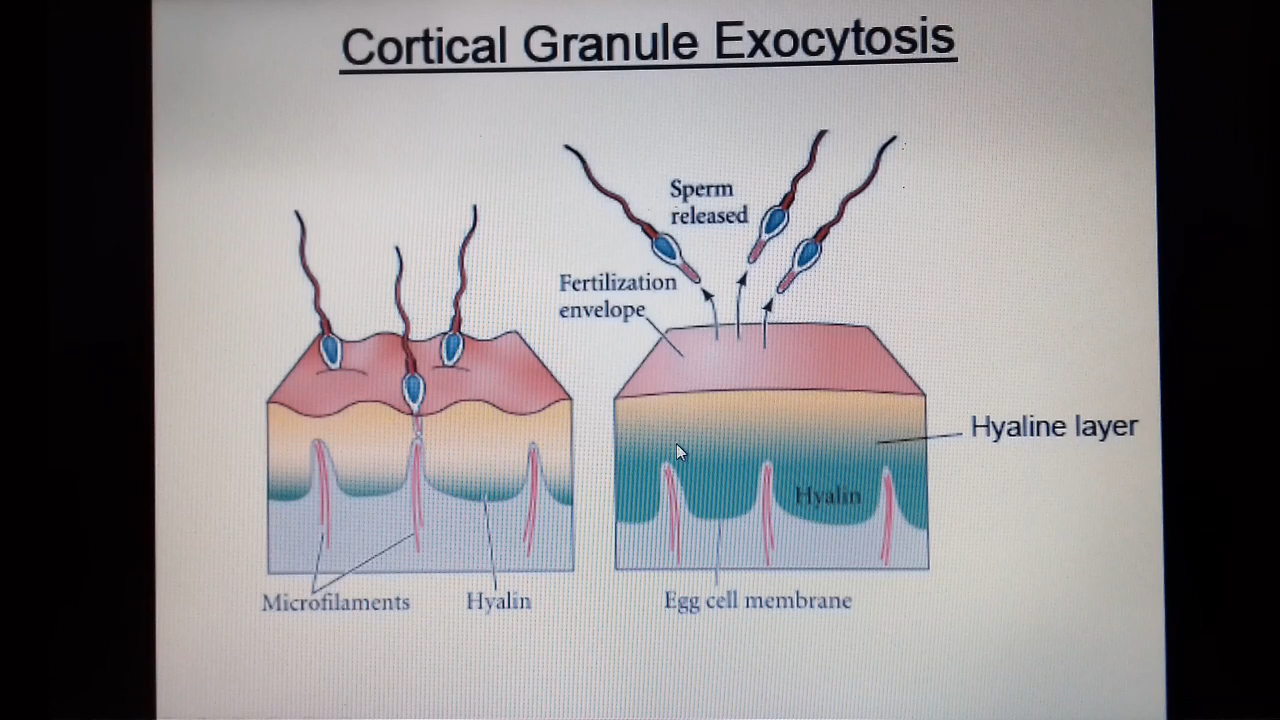 Cortical Granule Exocytosis
Sperm
released
Fertilization
envelope
Hyaline layer
Hyalin
Microfilaments
Hyalin
Egg cell membrane